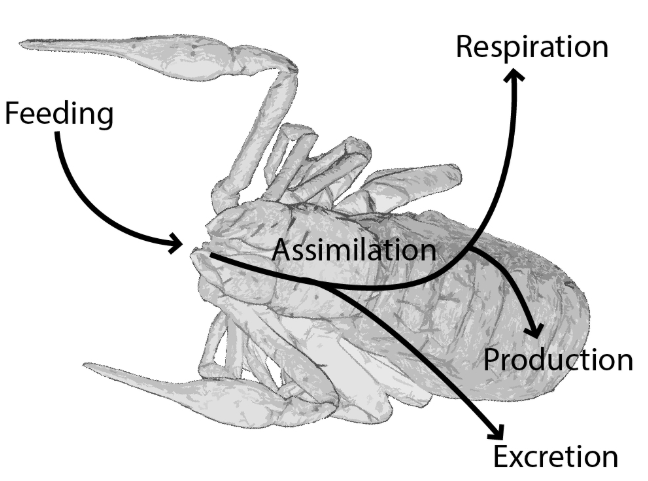 Respiration
Feeding
Assimilation
Production
Excretion